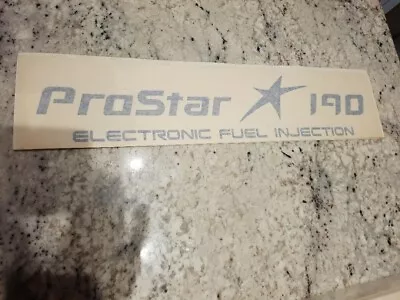 ProStar 190
ELECTRONIC FUEL INJECTION